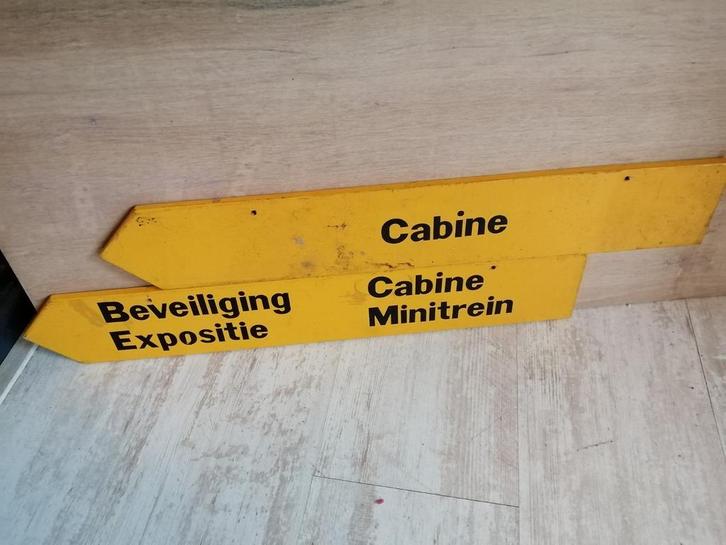 Cabine
Beveiliging
Expositie
Cabine
Minitrein